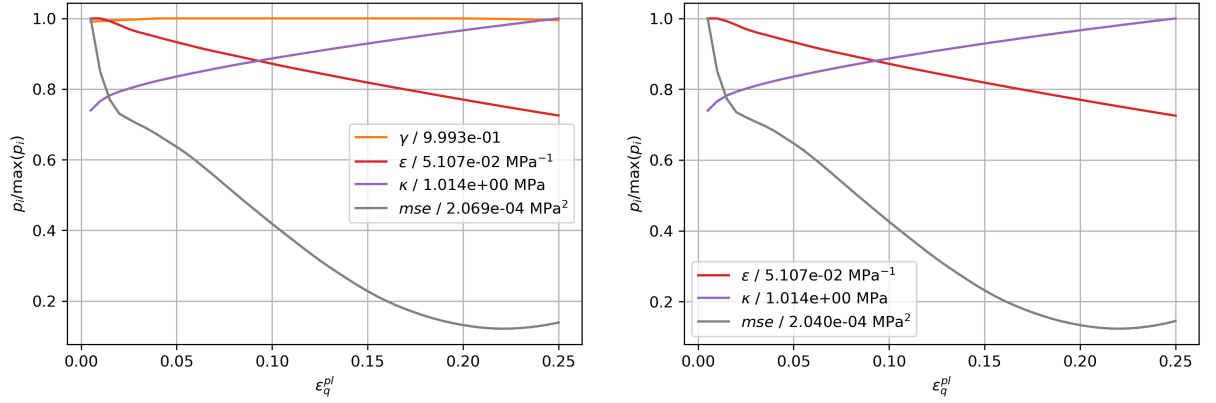 1.0
0.8
0.6
0.4
0.2
p_i/max(p_i)
γ / 9.993e-01
ε / 5.107e-02 MPa⁻¹
κ / 1.014e+00 MPa
mse / 2.069e-04 MPa²
0.00 0.05 0.10 0.15 0.20 0.25
ε_q^{pl}
1.0
0.8
0.6
0.4
0.2
p_i/max(p_i)
ε / 5.107e-02 MPa⁻¹
κ / 1.014e+00 MPa
mse / 2.040e-04 MPa²
0.00 0.05 0.10 0.15 0.20 0.25
ε_q^{pl}